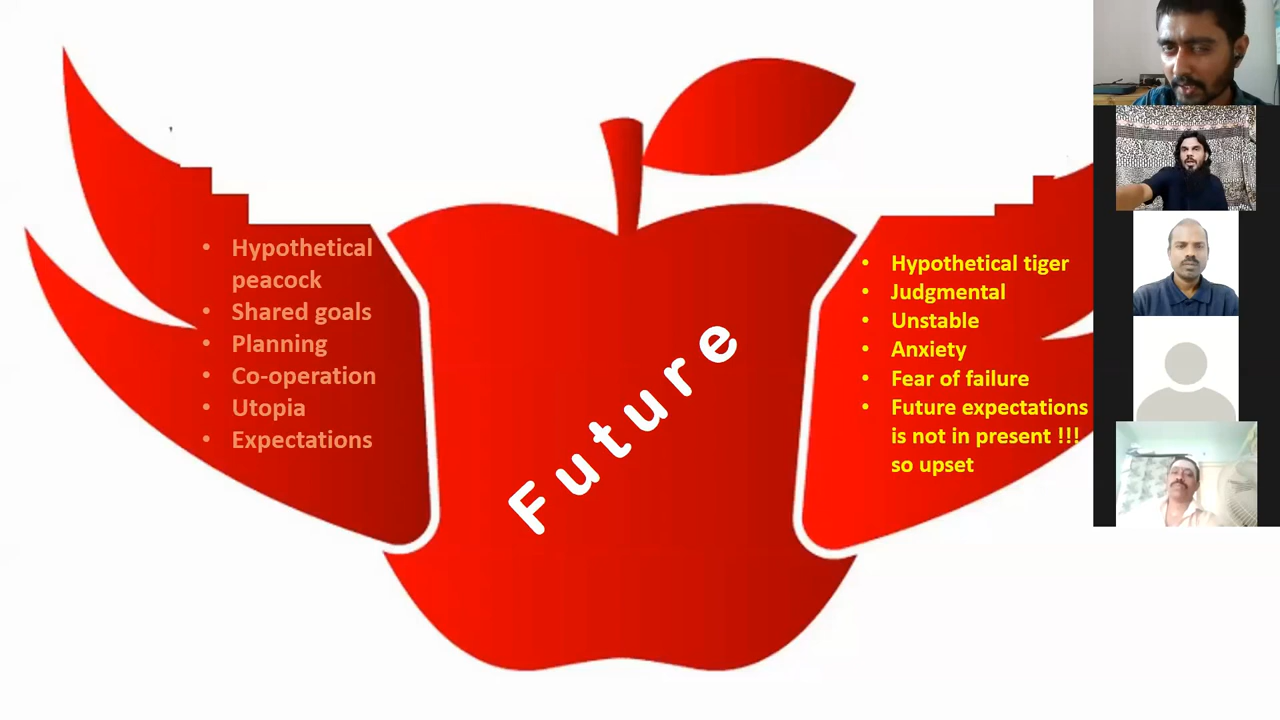 • Hypothetical
peacock
• Shared goals
• Planning
• Co-operation
• Utopia
• Expectations
Future
• Hypothetical tiger
• Judgmental
• Unstable
• Anxiety
• Fear of failure
• Future expectations
is not in present !!!
so upset